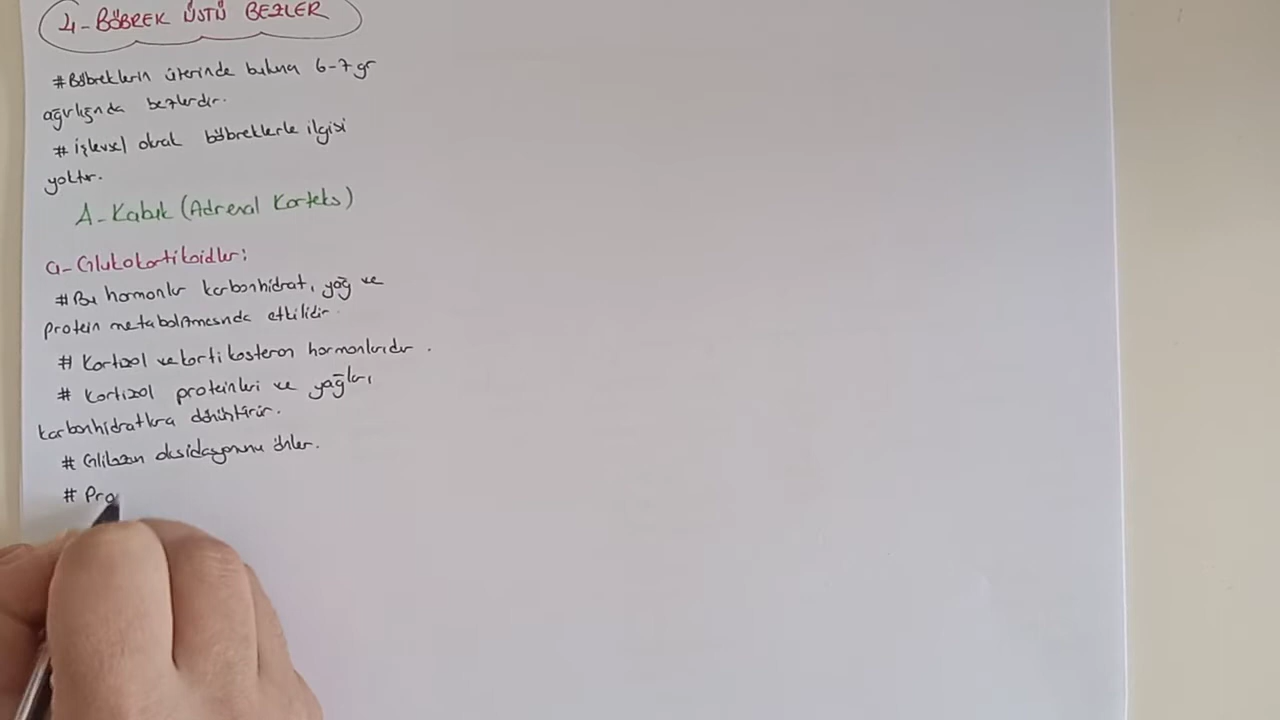 4- BÖBREK ÜSTÜ BEZLER
# Böbreklerin üzerinde buluna 6-7 gr
ağırlığında bezlerdir.
# İşlevsel olarak böbreklerle ilgisi
yoktur.
A- Kabuk (Adrenal Korteks)
a- Glukokortikoidler:
# Bu hormonlar karbonhidrat, yağ ve
protein metabolizmasında etkilidir.
# Kortizol ve kortikosteron hormonlarıdır.
# Kortizol proteinleri ve yağları
karbonhidratlara dönüştürür.
# Glikozun oksidasyonunu önler.
# Pro